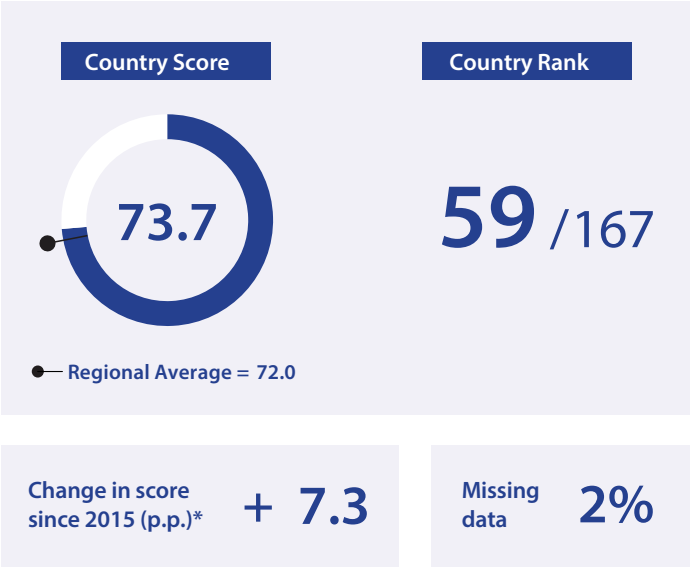 Country Score
Country Rank
73.7
59 /167
Regional Average = 72.0
Change in score
since 2015 (p.p.)*
+ 7.3
Missing
data
2%